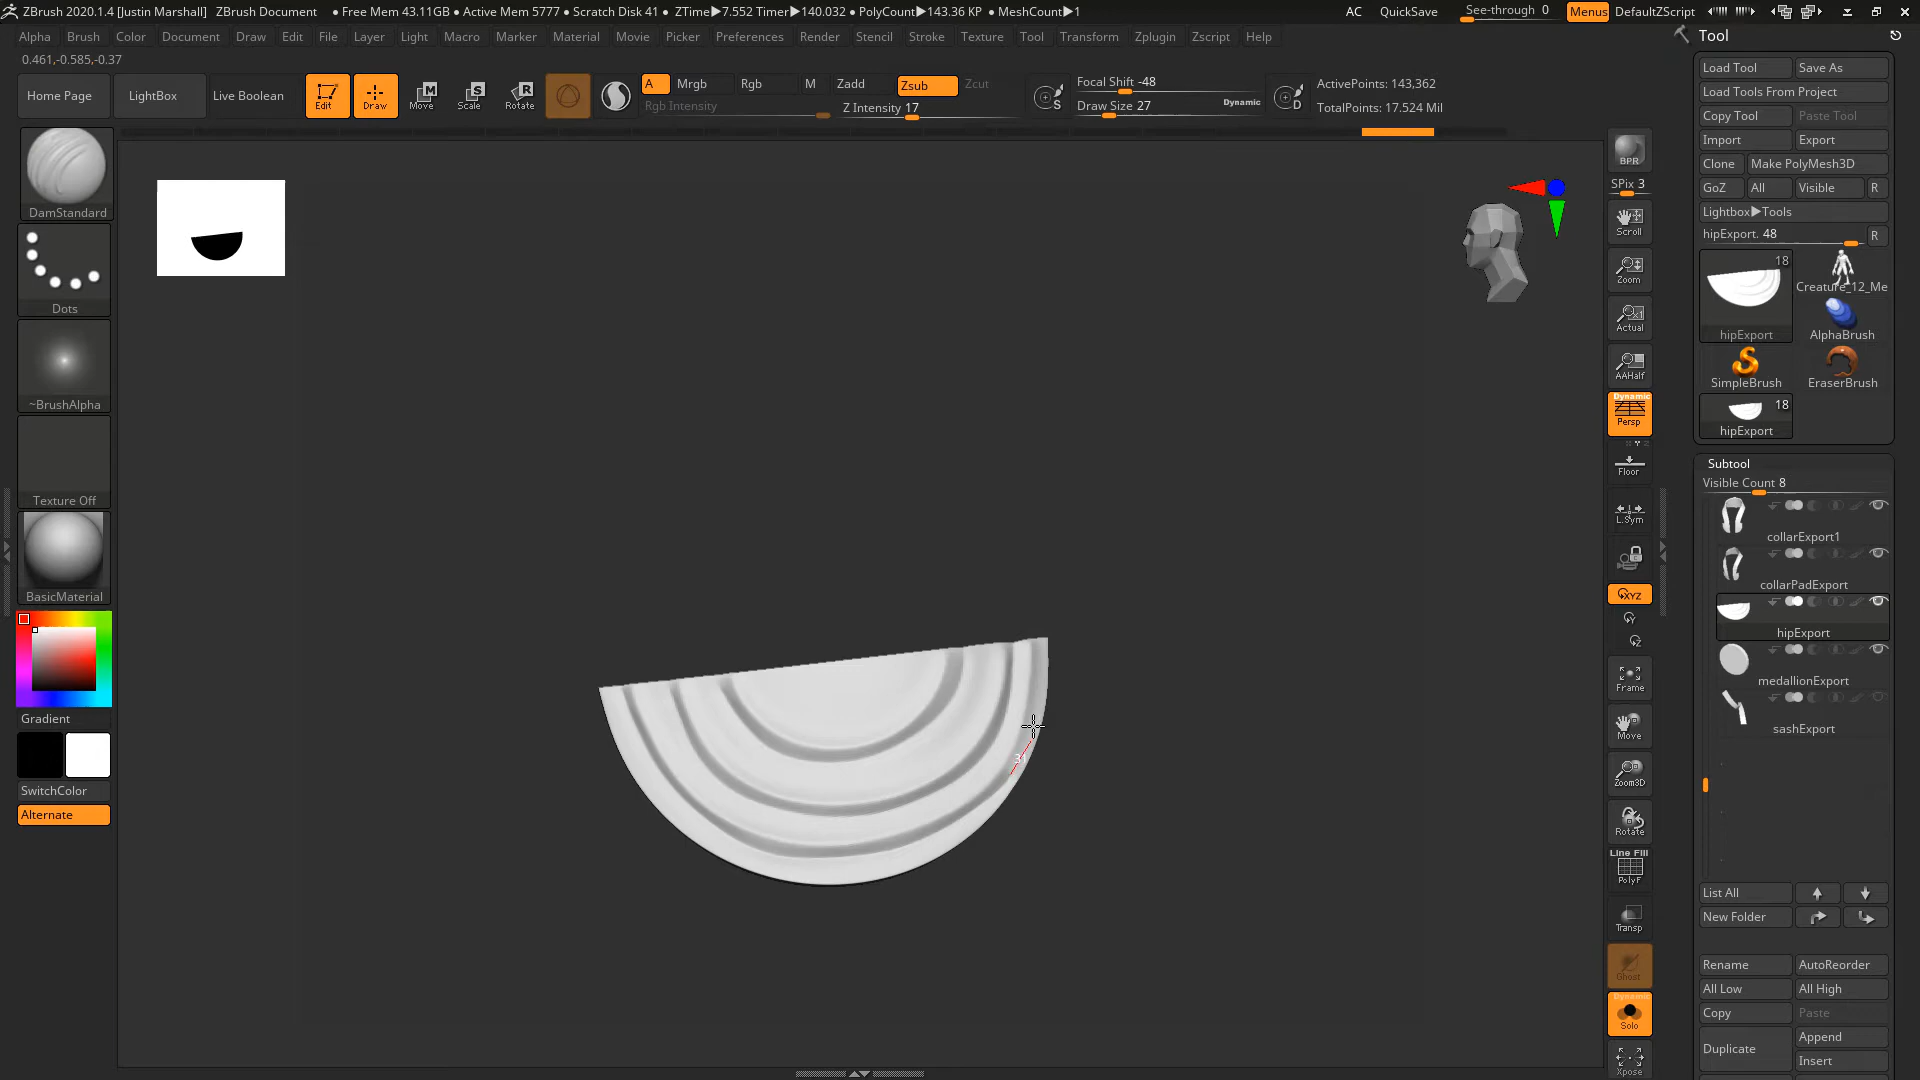 ZBrush 2020.1.4 [Justin Marshall] ZBrush Document ● Free Mem 43.11GB ● Active Mem 5777 ● Scratch Disk 41 ● ZTime▶7.552 Timer▶140.032 ● PolyCount▶143.36 KP ● MeshCount▶1 AC QuickSave See-through 0 Menus DefaultZScript
Alpha Brush Color Document Draw Edit File Layer Light Macro Marker Material Movie Picker Preferences Render Stencil Stroke Texture Tool Transform Zplugin Zscript Help
0.461,-0.585,-0.37
Home Page LightBox Live Boolean Edit Draw Move Scale Rotate
A Mrgb Rgb M Zadd Zsub Zcut
Rgb Intensity Z Intensity 17
Focal Shift -48
Draw Size 27 Dynamic
S D
ActivePoints: 143,362
TotalPoints: 17.524 Mil
DamStandard
Dots
~BrushAlpha
Texture Off
BasicMaterial
Gradient
SwitchColor
Alternate
31
BPR
SPix 3
Scroll
Zoom
Actual
AAHalf
Dynamic
Persp
Floor
L.Sym
XYZ
Y
Z
Frame
Move
Zoom3D
Rotate
Line Fill
PolyF
Transp
Ghost
Dynamic
Solo
Xpose
Tool
Load Tool Save As
Load Tools From Project
Copy Tool Paste Tool
Import Export
Clone Make PolyMesh3D
GoZ All Visible R
Lightbox▶Tools
hipExport. 48 R
18
hipExport
Creature_12_Me
AlphaBrush
SimpleBrush EraserBrush
18
hipExport
Subtool
Visible Count 8
collarExport1
collarPadExport
hipExport
medallionExport
sashExport
List All
New Folder
Rename AutoReorder
All Low All High
Copy Paste
Duplicate Append
Insert